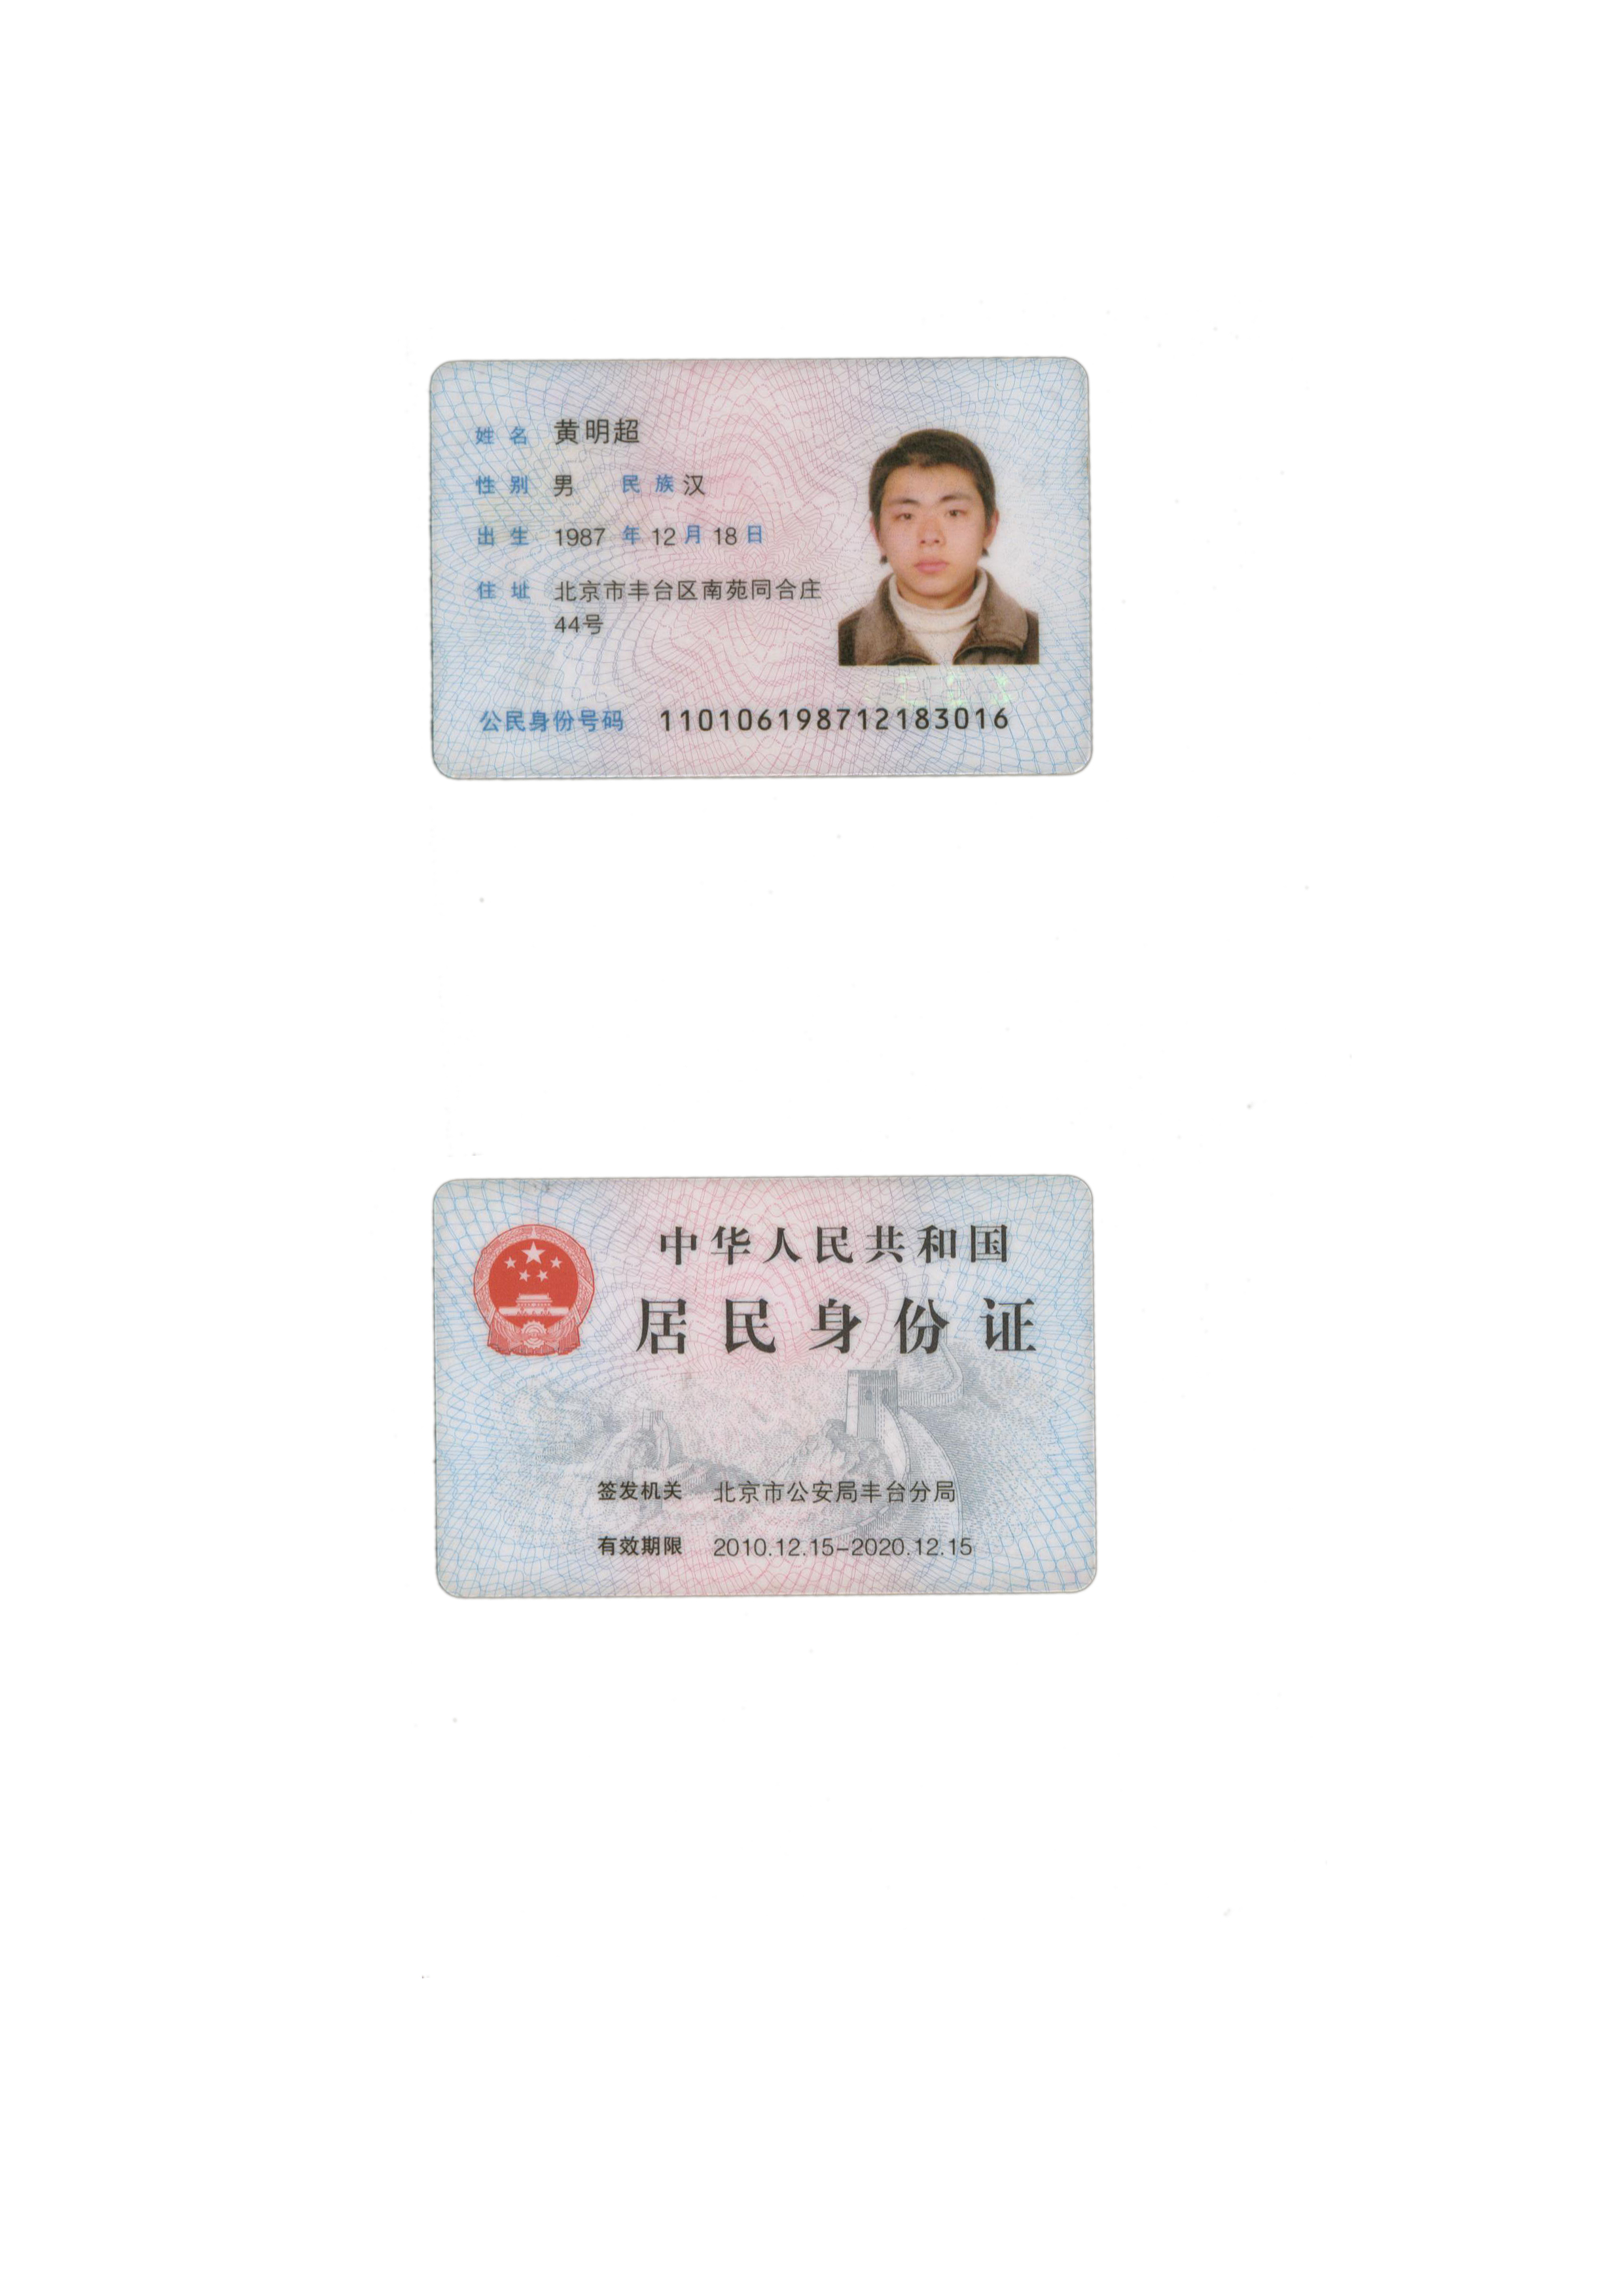 姓名 黄明超
性别 男 民族 汉
出生 1987 年 12 月 18 日
住址 北京市丰台区南苑同合庄
44号
公民身份号码 110106198712183016
中华人民共和国
居民身份证
签发机关 北京市公安局丰台分局
有效期限 2010.12.15-2020.12.15